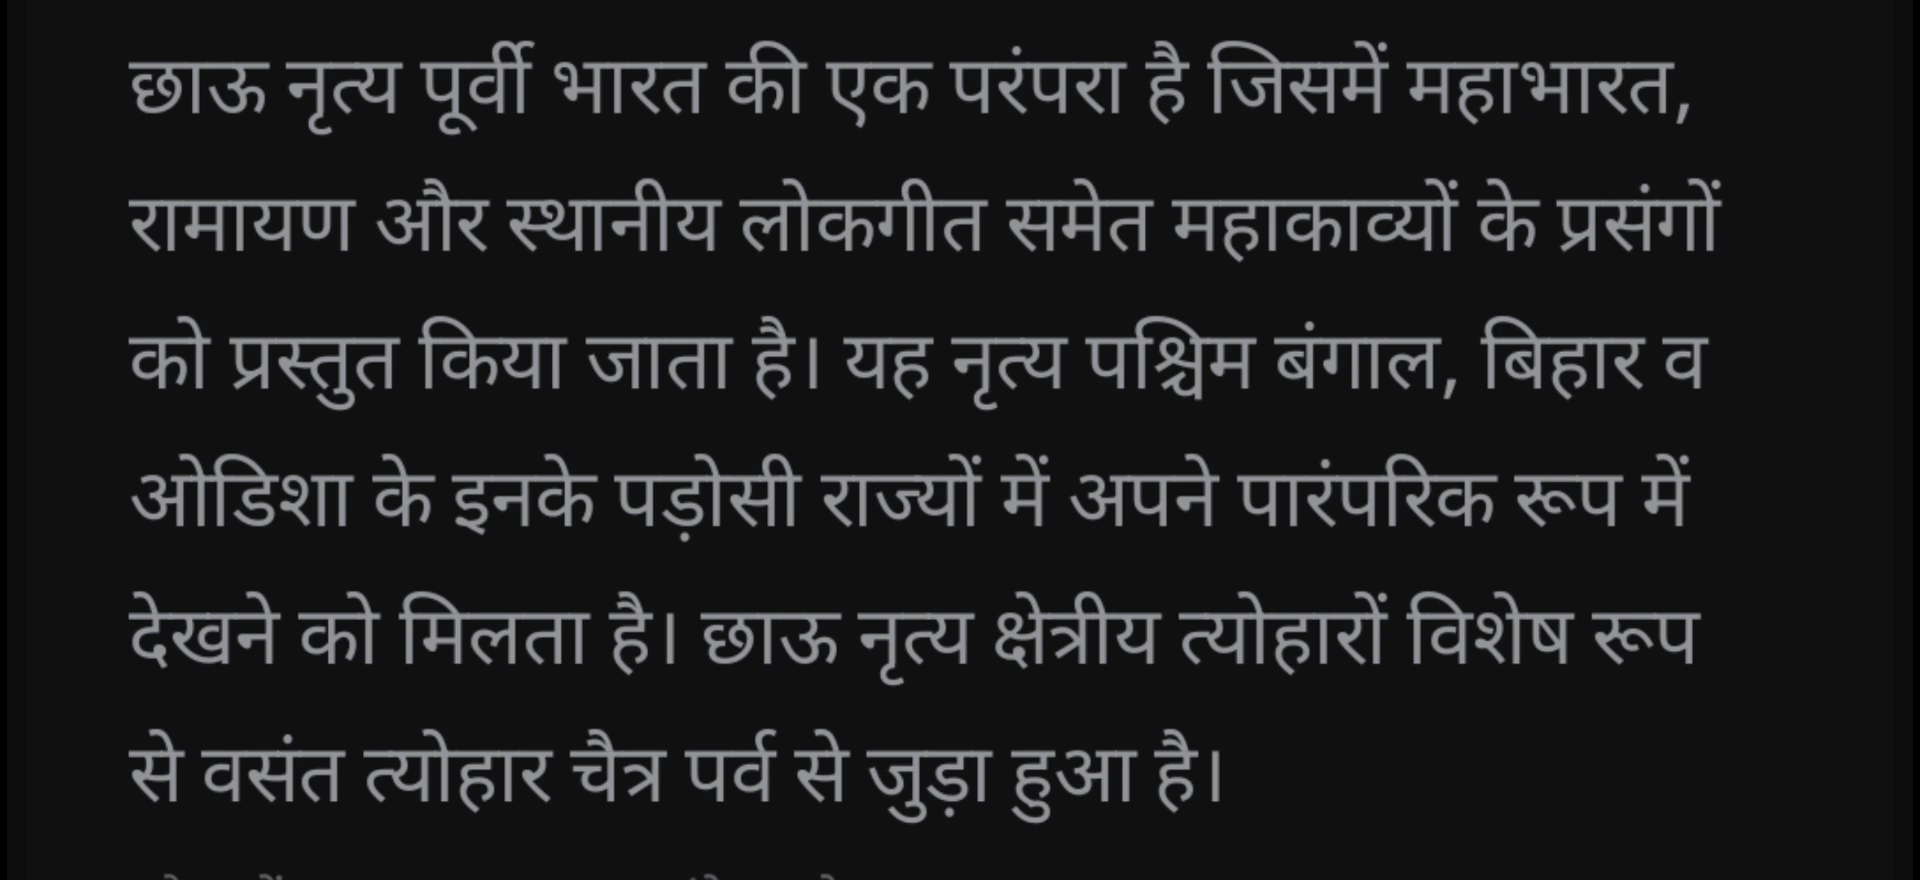 छाऊ नृत्य पूर्वी भारत की एक परंपरा है जिसमें महाभारत,
रामायण और स्थानीय लोकगीत समेत महाकाव्यों के प्रसंगों
को प्रस्तुत किया जाता है। यह नृत्य पश्चिम बंगाल, बिहार व
ओडिशा के इनके पड़ोसी राज्यों में अपने पारंपरिक रूप में
देखने को मिलता है। छाऊ नृत्य क्षेत्रीय त्योहारों विशेष रूप
से वसंत त्योहार चैत्र पर्व से जुड़ा हुआ है।